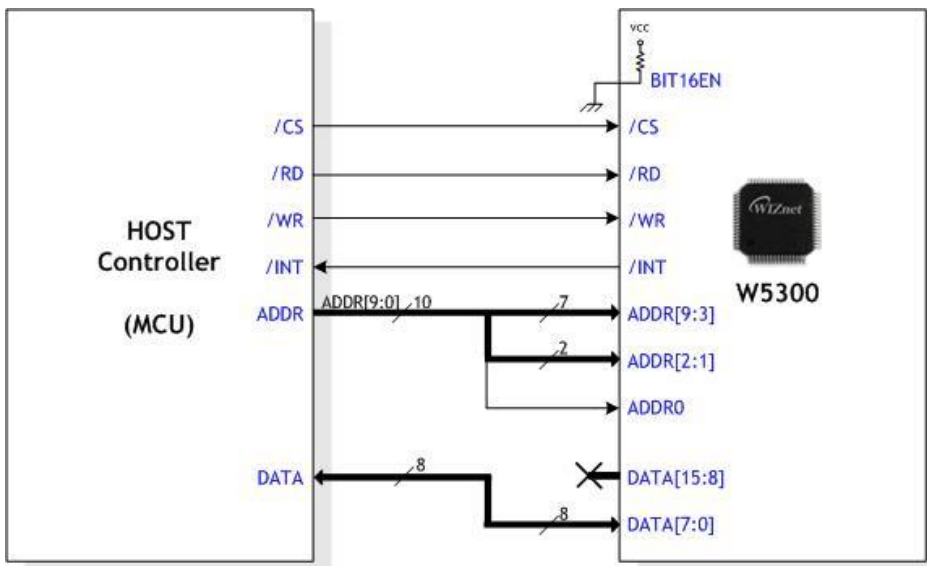 HOST
Controller
(MCU)
/CS
/RD
/WR
/INT
ADDR
DATA
ADDR[9:0]
10
7
2
8
8
vcc
BIT16EN
/CS
/RD
/WR
/INT
ADDR[9:3]
ADDR[2:1]
ADDR0
DATA[15:8]
DATA[7:0]
WIZnet
W5300